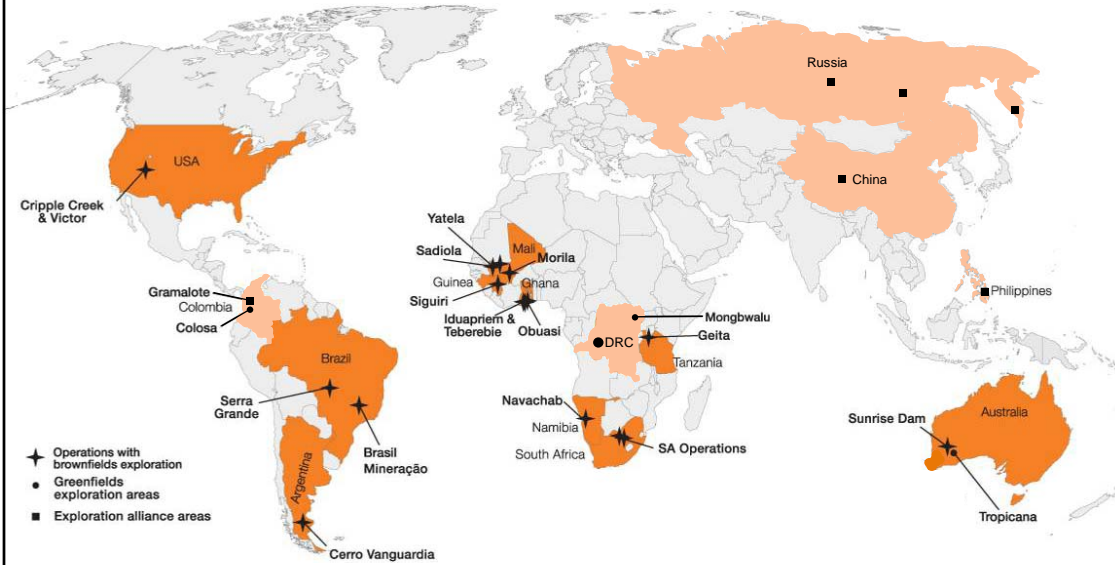 Russia
China
USA
Cripple Creek
& Victor
Yatela
Sadiola
Mali
Morila
Guinea
Ghana
Siguiri
Iduapriem &
Teberebie
Obuasi
Gramalote
Colombia
Colosa
Philippines
Mongbwalu
DRC
Geita
Tanzania
Brazil
Serra
Grande
Brasil
Mineração
Navachab
Namibia
South Africa
SA Operations
Sunrise Dam
Australia
Tropicana
Argentina
Cerro Vanguardia
Operations with
brownfields exploration
Greenfields
exploration areas
Exploration alliance areas